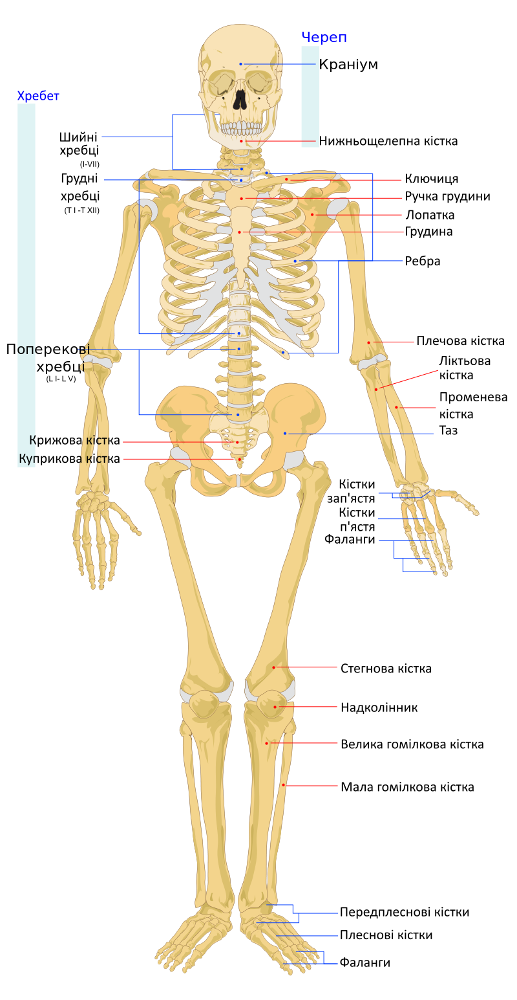 Череп
Краніум
Хребет
Шийні
хребці
(I-VII)
Нижньощелепна кістка
Грудні
хребці
(T I -T XII)
Ключиця
Ручка грудини
Лопатка
Грудина
Ребра
Плечова кістка
Поперекові
хребці
(L I- L V)
Ліктьова
кістка
Променева
кістка
Таз
Крижова кістка
Куприкова кістка
Кістки
зап'ястя
Кістки
п'ястя
Фаланги
Стегнова кістка
Надколінник
Велика гомілкова кістка
Мала гомілкова кістка
Передплеснові кістки
Плеснові кістки
Фаланги